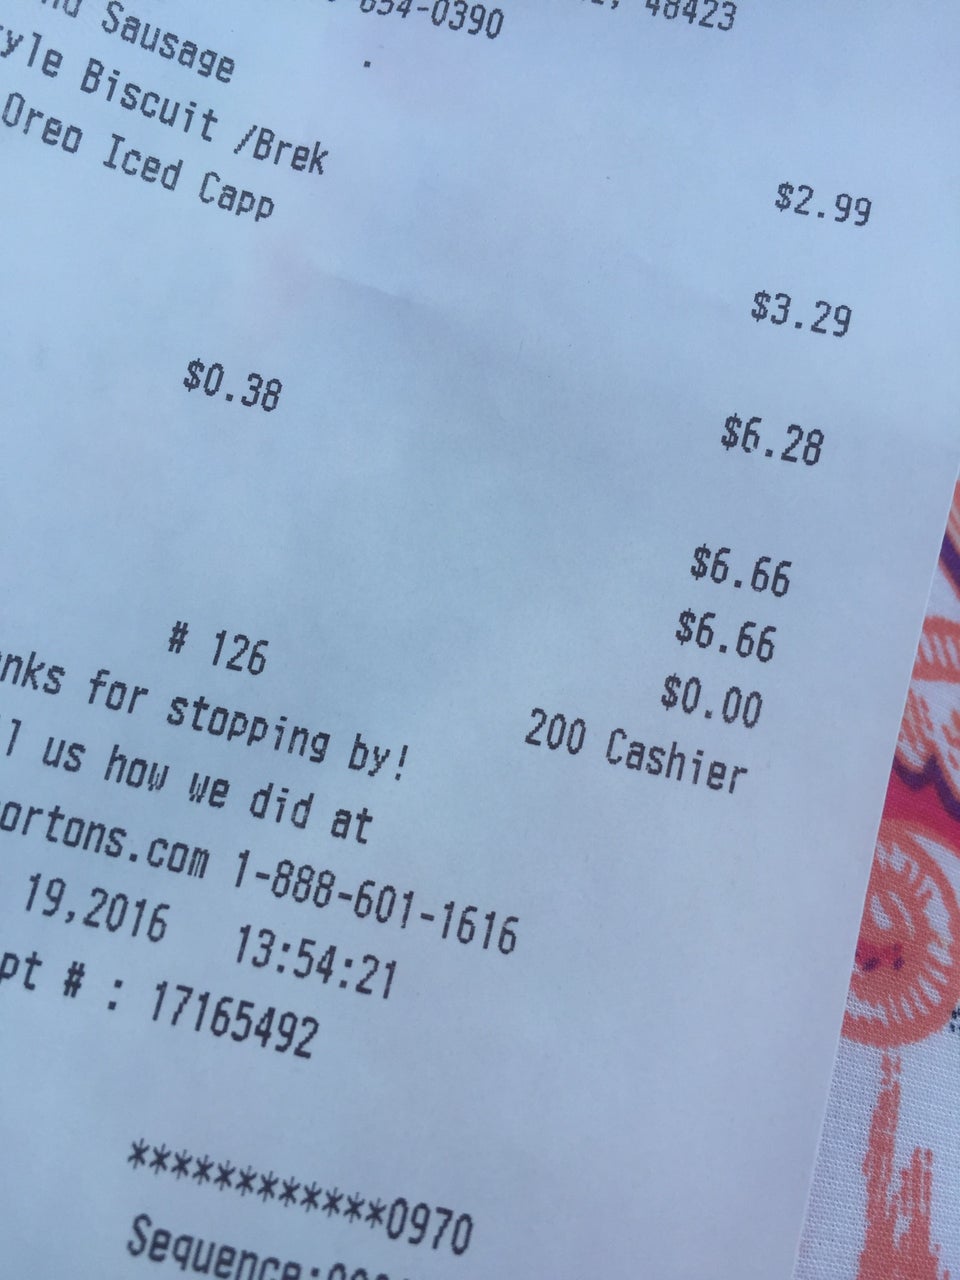 48423
654-0390
Sausage
Biscuit /Brek
$2.99
Oreo Iced Capp
$3.29
$0.38
$6.28
$6.66
$6.66
$0.00
# 126
200 Cashier
for stopping by!
us how we did at
ortons.com 1-888-601-1616
19,2016 13:54:21
pt # : 17165492
************0970
Sequence: